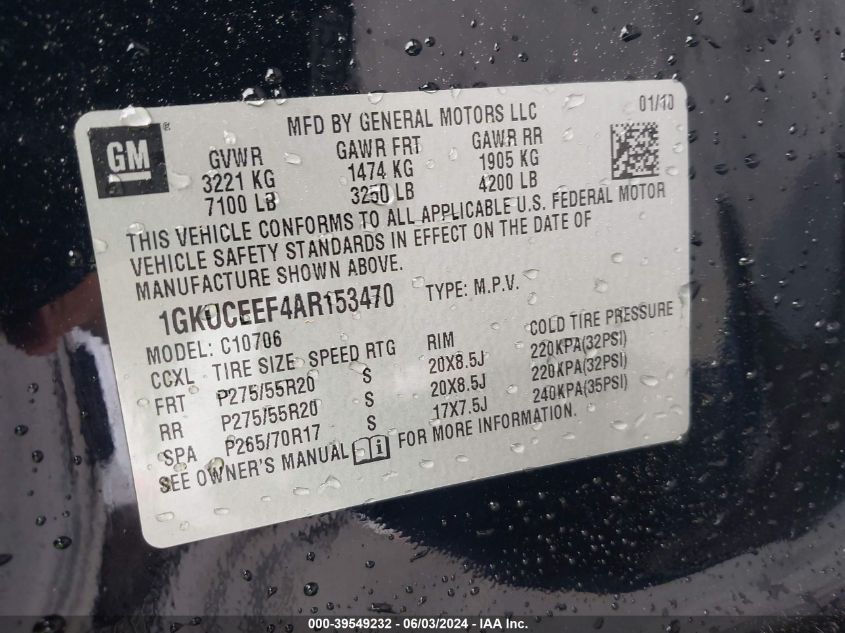 GM
MFD BY GENERAL MOTORS LLC
01/10
GVWR GAWR FRT GAWR RR
3221 KG 1474 KG 1905 KG
7100 LB 3250 LB 4200 LB
THIS VEHICLE CONFORMS TO ALL APPLICABLE U.S. FEDERAL MOTOR
VEHICLE SAFETY STANDARDS IN EFFECT ON THE DATE OF
MANUFACTURE SHOWN ABOVE.
1GKUCEEF4AR153470 TYPE: M.P.V.
MODEL: C10706
CCXL TIRE SIZE SPEED RTG RIM COLD TIRE PRESSURE
FRT P275/55R20 S 20X8.5J 220KPA(32PSI)
RR P275/55R20 S 20X8.5J 220KPA(32PSI)
SPA P265/70R17 S 17X7.5J 240KPA(35PSI)
SEE OWNER'S MANUAL FOR MORE INFORMATION.
000-39549232 - 06/03/2024 - IAA Inc.